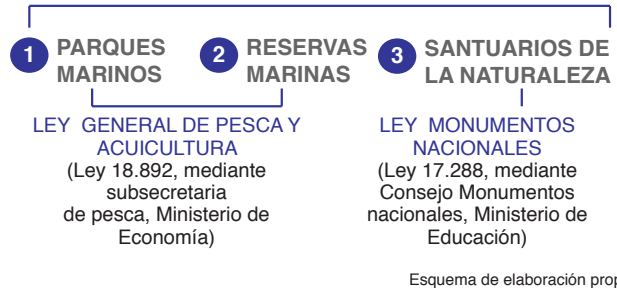 1 PARQUES MARINOS
2 RESERVAS MARINAS
3 SANTUARIOS DE LA NATURALEZA
LEY GENERAL DE PESCA Y
ACUICULTURA
(Ley 18.892, mediante
subsecretaria
de pesca, Ministerio de
Economía)
LEY MONUMENTOS
NACIONALES
(Ley 17.288, mediante
Consejo Monumentos
nacionales, Ministerio de
Educación)
Esquema de elaboración